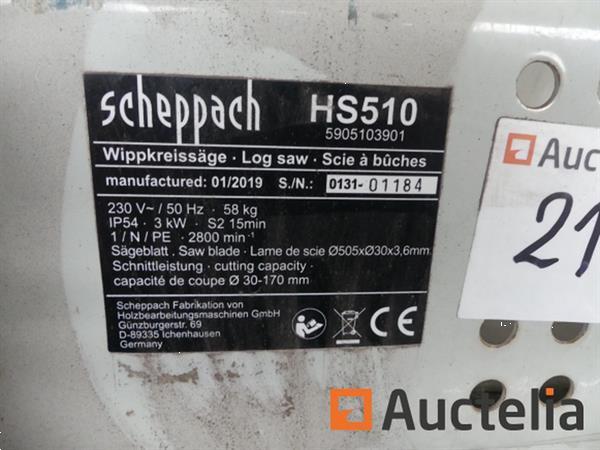 scheppach HS510
5905103901
Wippkreissäge · Log saw · Scie à bûches
manufactured: 01/2019 S./N.: 0131-01184
230 V~ / 50 Hz · 58 kg
IP54 · 3 kW · S2 15min
1 / N / PE · 2800 min⁻¹
Sägeblatt . Saw blade · Lame de scie Ø505xØ30x3,6mm
Schnittleistung · cutting capacity ·
capacité de coupe Ø 30-170 mm
Scheppach Fabrikation von
Holzbearbeitungsmaschinen GmbH
Günzburgerstr. 69
D-89335 Ichenhausen
Germany
CE
Auctel
21
Auctelia